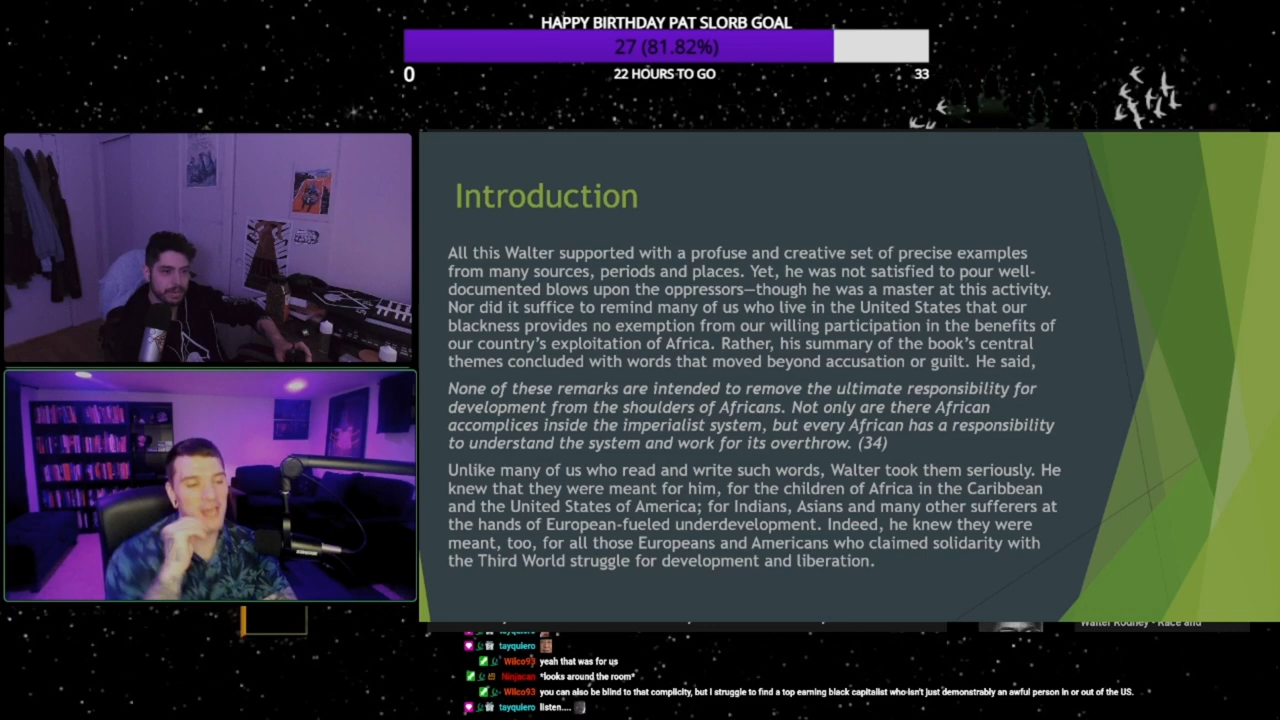 HAPPY BIRTHDAY PAT SLORB GOAL
27 (81.82%)
0
22 HOURS TO GO
33
Introduction
All this Walter supported with a profuse and creative set of precise examples
from many sources, periods and places. Yet, he was not satisfied to pour well-
documented blows upon the oppressors—though he was a master at this activity.
Nor did it suffice to remind many of us who live in the United States that our
blackness provides no exemption from our willing participation in the benefits of
our country's exploitation of Africa. Rather, his summary of the book's central
themes concluded with words that moved beyond accusation or guilt. He said,
None of these remarks are intended to remove the ultimate responsibility for
development from the shoulders of Africans. Not only are there African
accomplices inside the imperialist system, but every African has a responsibility
to understand the system and work for its overthrow. (34)
Unlike many of us who read and write such words, Walter took them seriously. He
knew that they were meant for him, for the children of Africa in the Caribbean
and the United States of America; for Indians, Asians and many other sufferers at
the hands of European-fueled underdevelopment. Indeed, he knew they were
meant, too, for all those Europeans and Americans who claimed solidarity with
the Third World struggle for development and liberation.
Walter Rodney - Race and
tayquiero
tayquiero
Wilco93 yeah that was for us
Ninjacan *looks around the room*
Wilco93 you can also be blind to that complicity, but I struggle to find a top earning black capitalist who isn't just demonstrably an awful person in or out of the US.
tayquiero listen....